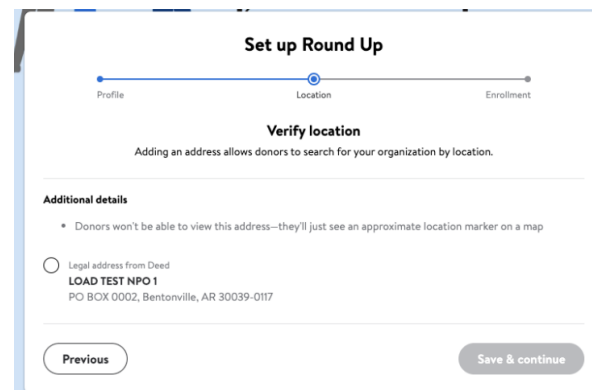 Set up Round Up
Profile
Location
Enrollment
Verify location
Adding an address allows donors to search for your organization by location.
Additional details
• Donors won't be able to view this address—they'll just see an approximate location marker on a map
Legal address from Deed
LOAD TEST NPO 1
PO BOX 0002, Bentonville, AR 30039-0117
Previous
Save & continue